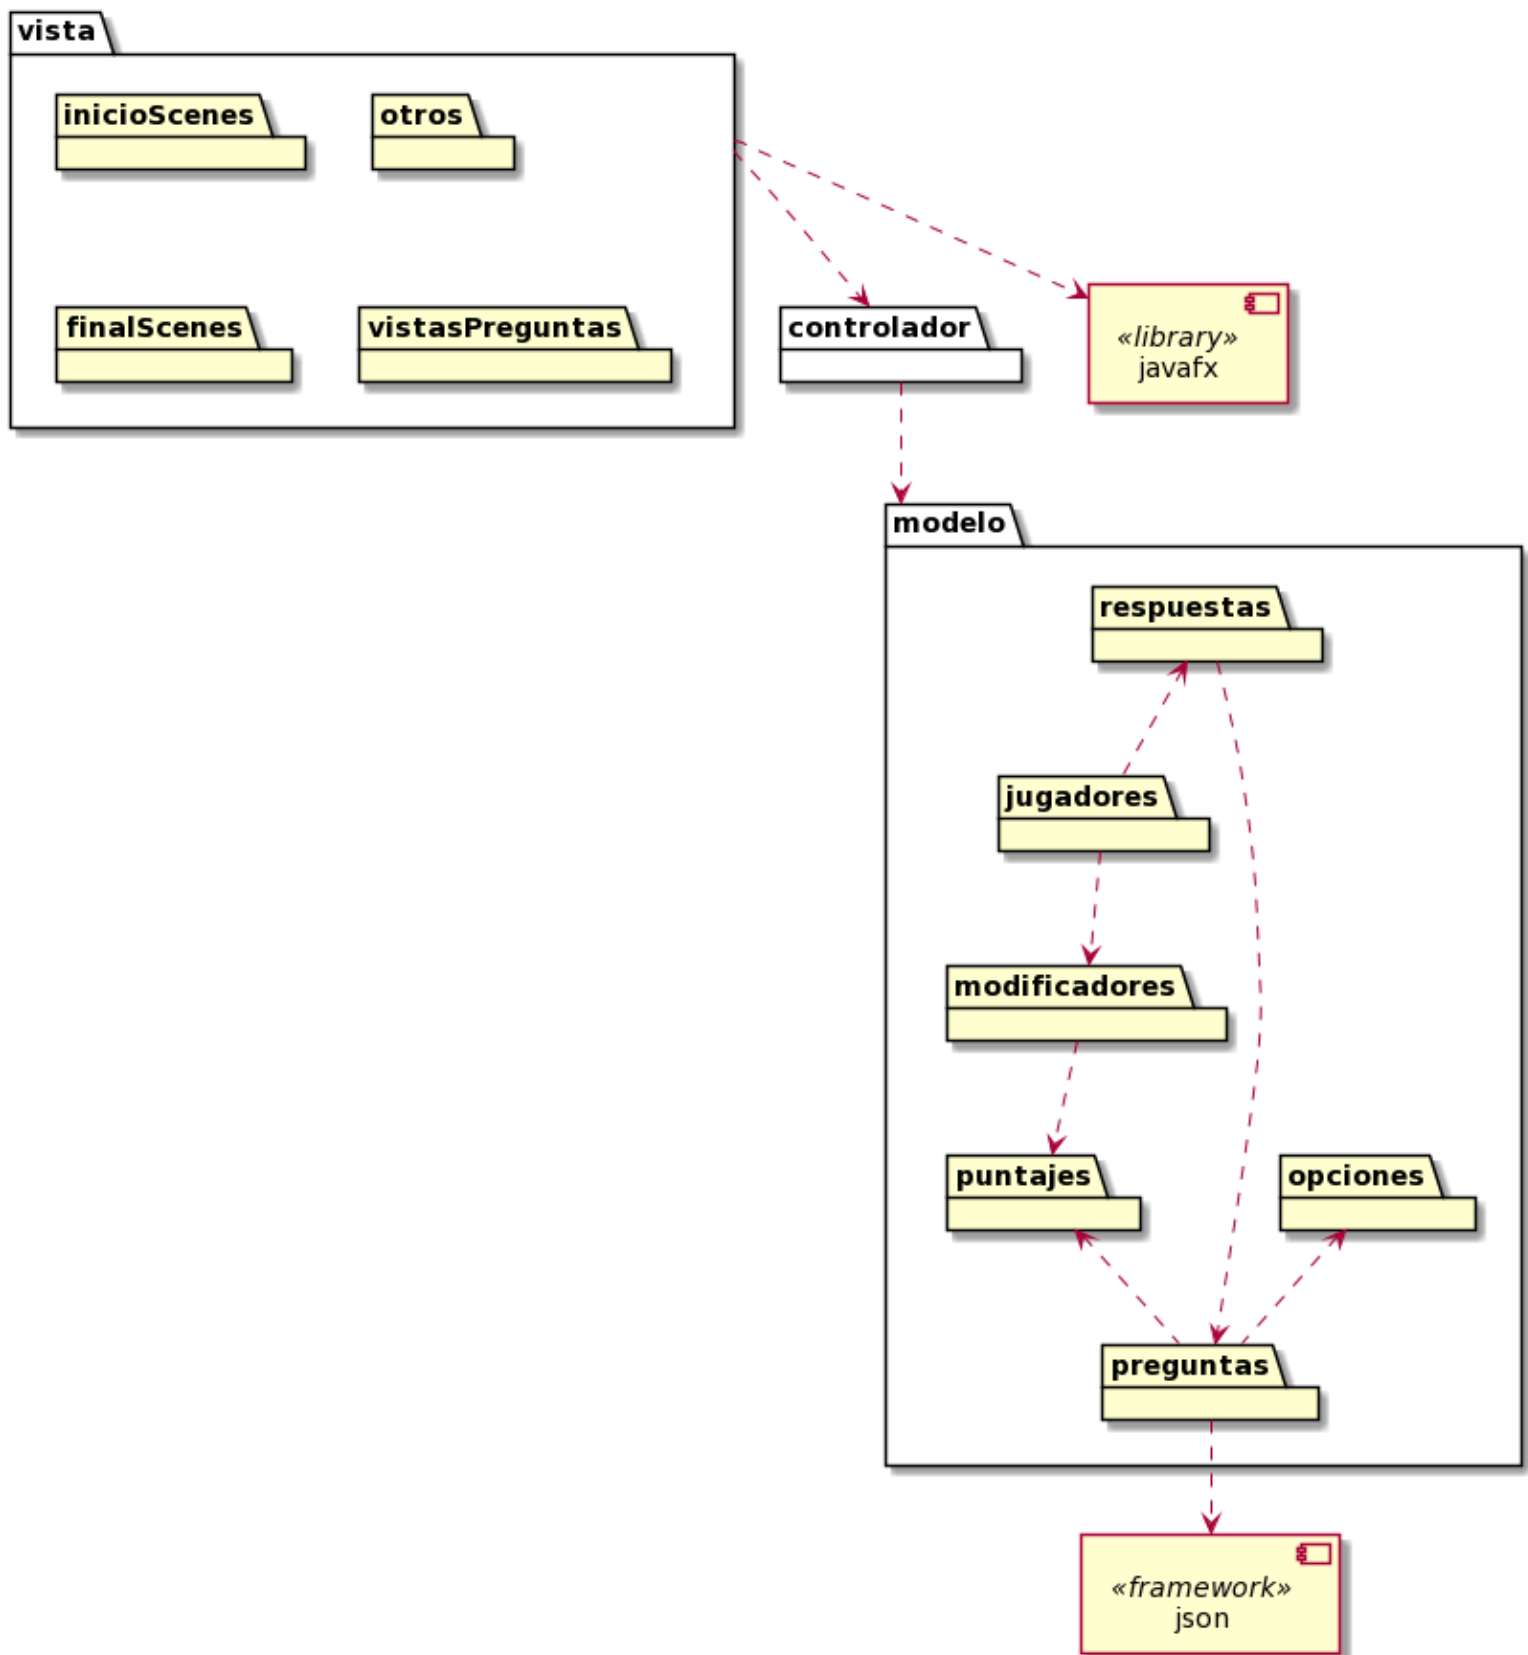 vista
inicioScenes
otros
finalScenes
vistasPreguntas
controlador
«library»
javafx
modelo
respuestas
jugadores
modificadores
puntajes
opciones
preguntas
«framework»
json